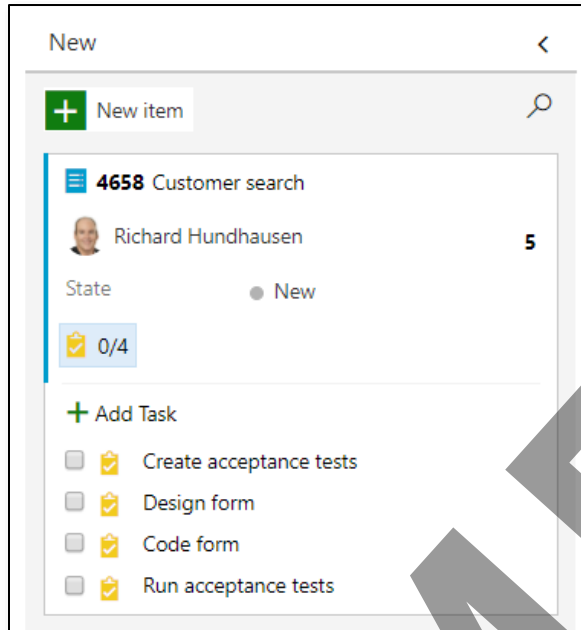 New
New item
4658 Customer search
Richard Hundhausen
5
State New
0/4
Add Task
Create acceptance tests
Design form
Code form
Run acceptance tests